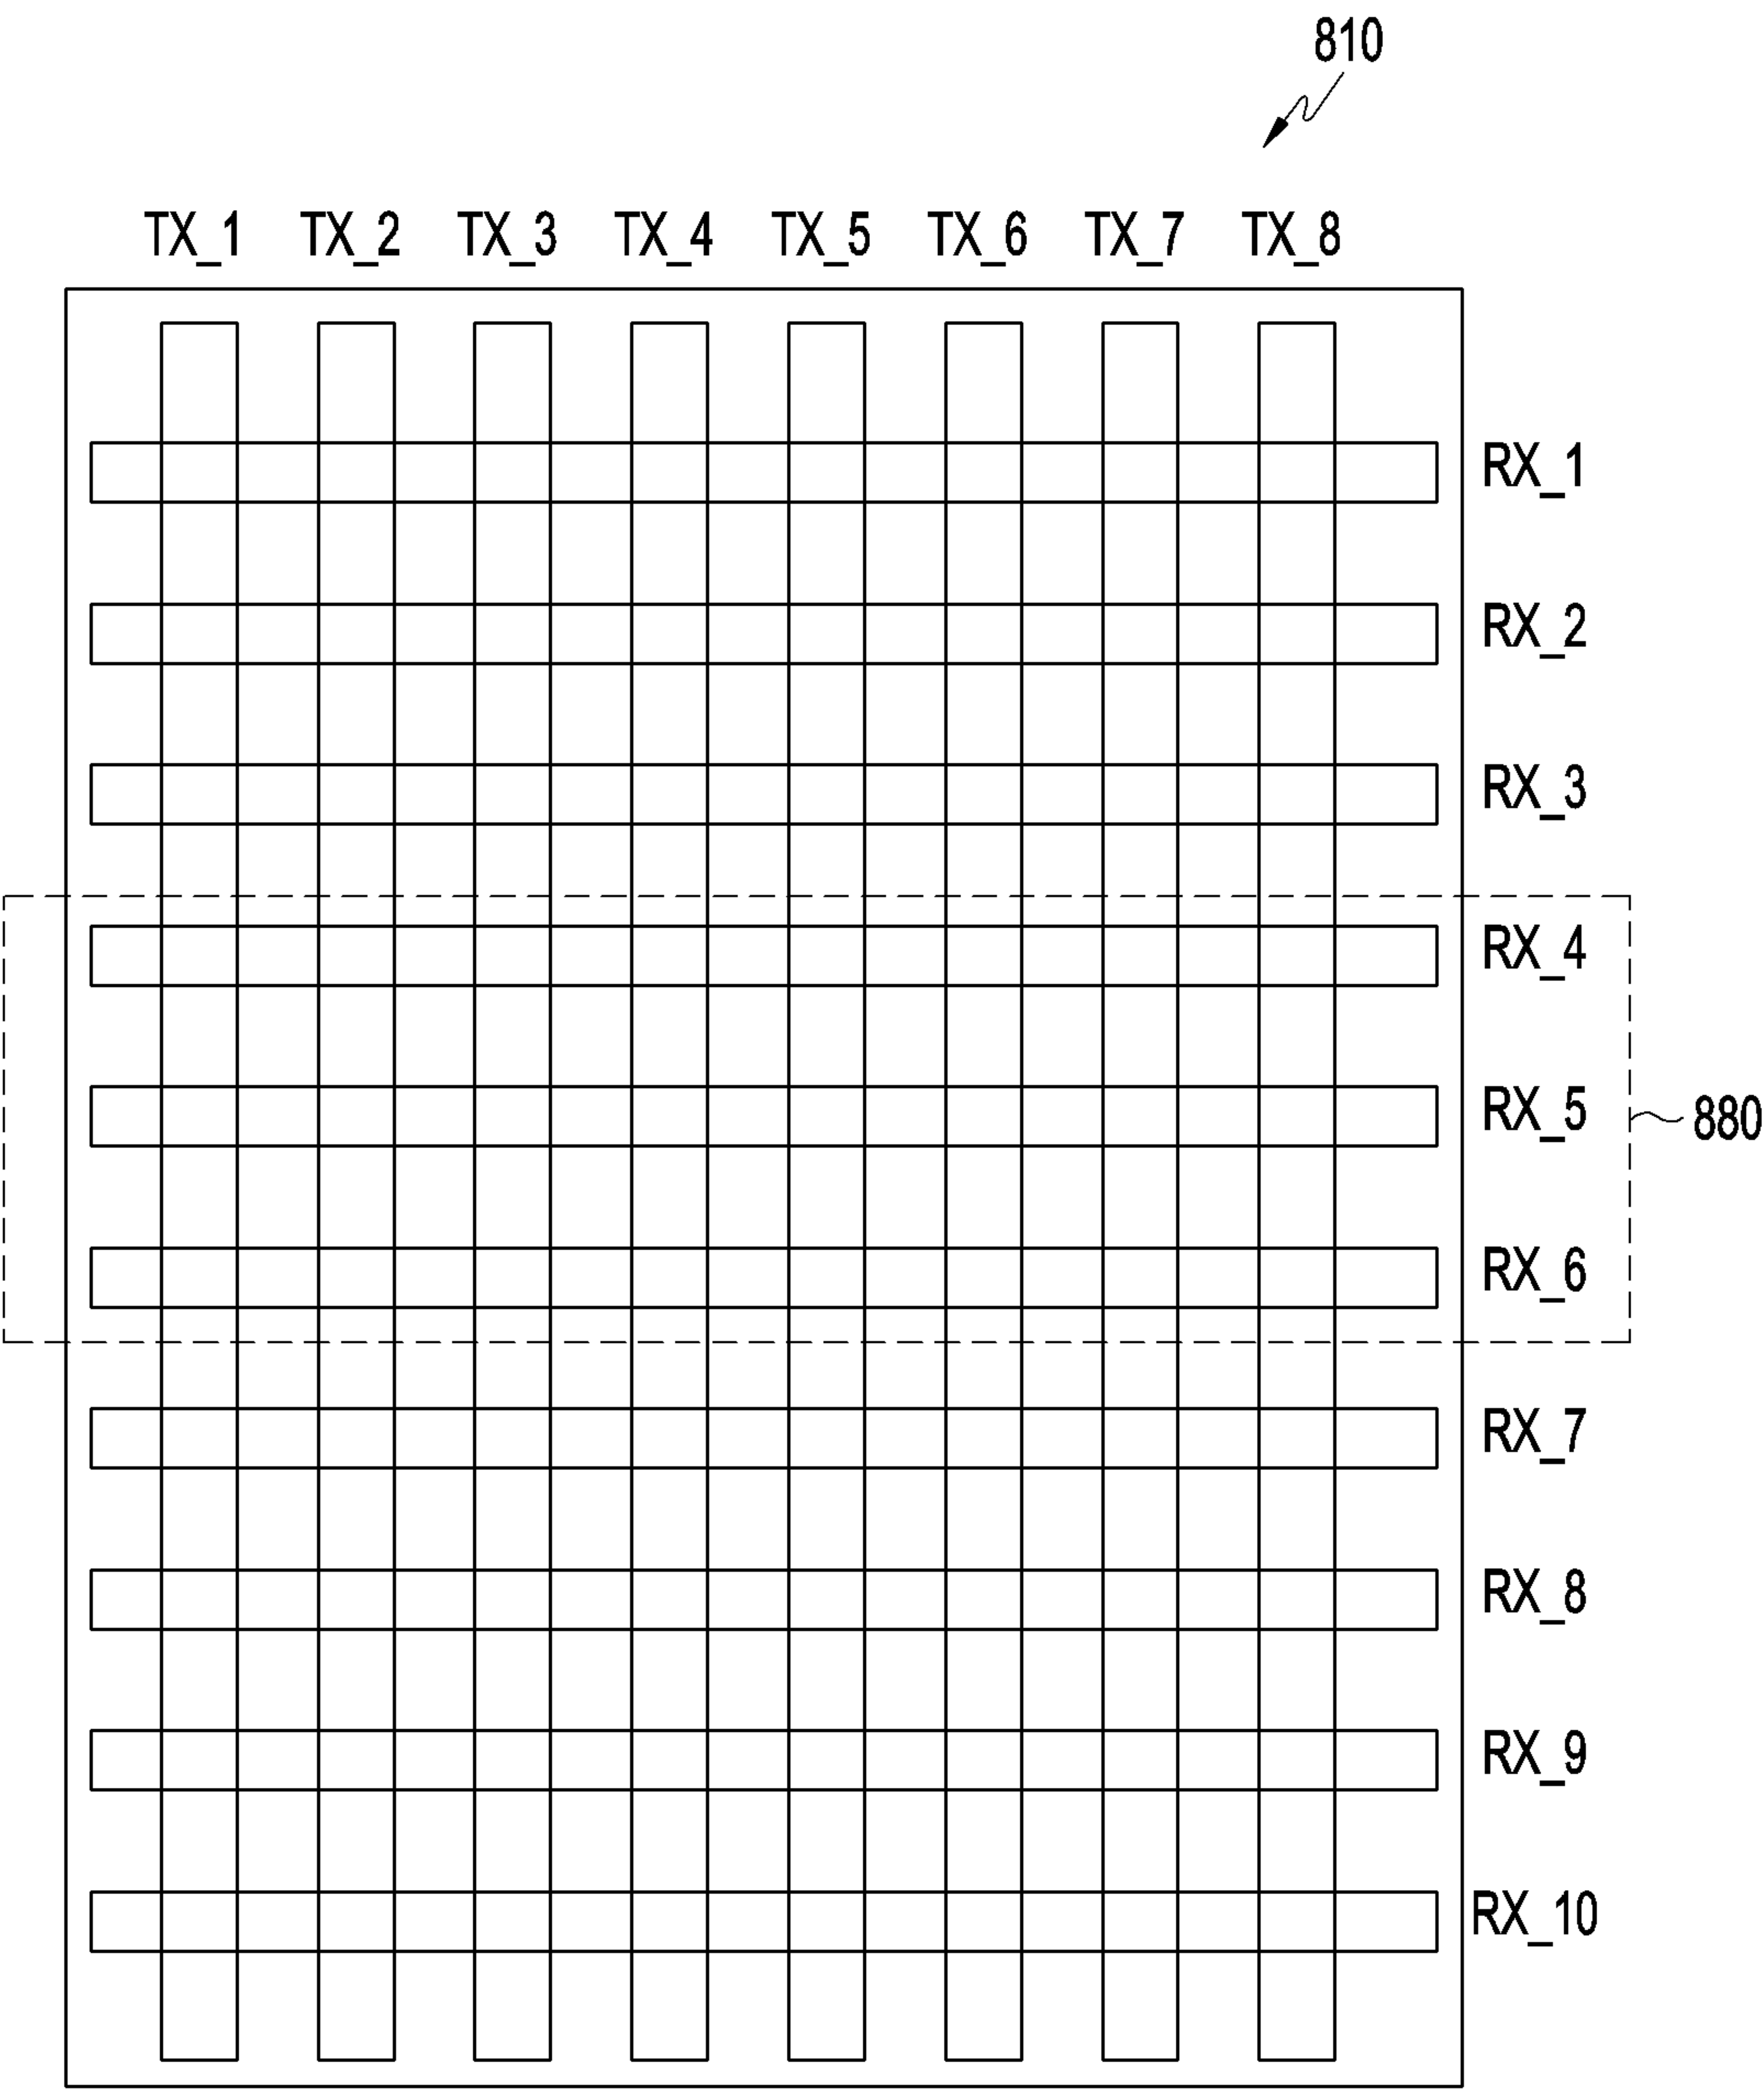 810
TX_1 TX_2 TX_3 TX_4 TX_5 TX_6 TX_7 TX_8
RX_1
RX_2
RX_3
RX_4
RX_5
880
RX_6
RX_7
RX_8
RX_9
RX_10